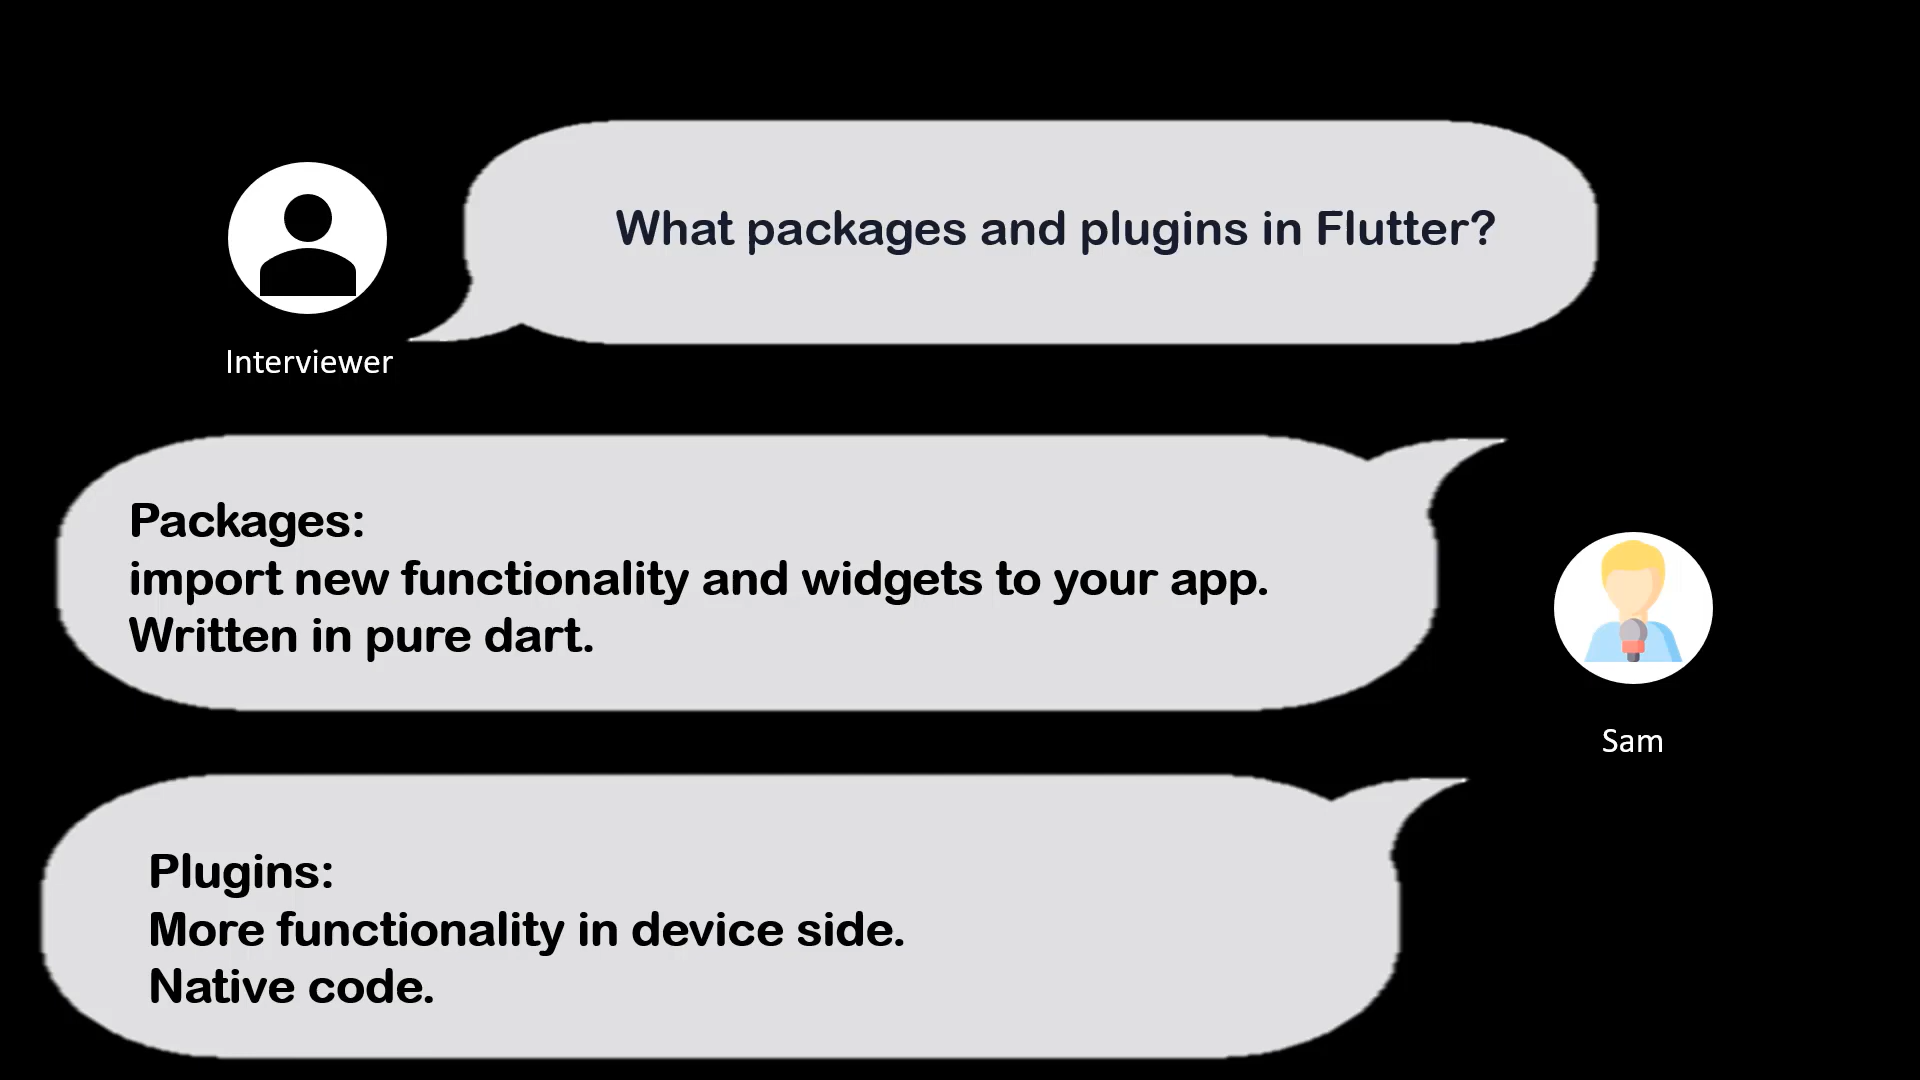 What packages and plugins in Flutter?
Interviewer
Packages:
import new functionality and widgets to your app.
Written in pure dart.
Sam
Plugins:
More functionality in device side.
Native code.